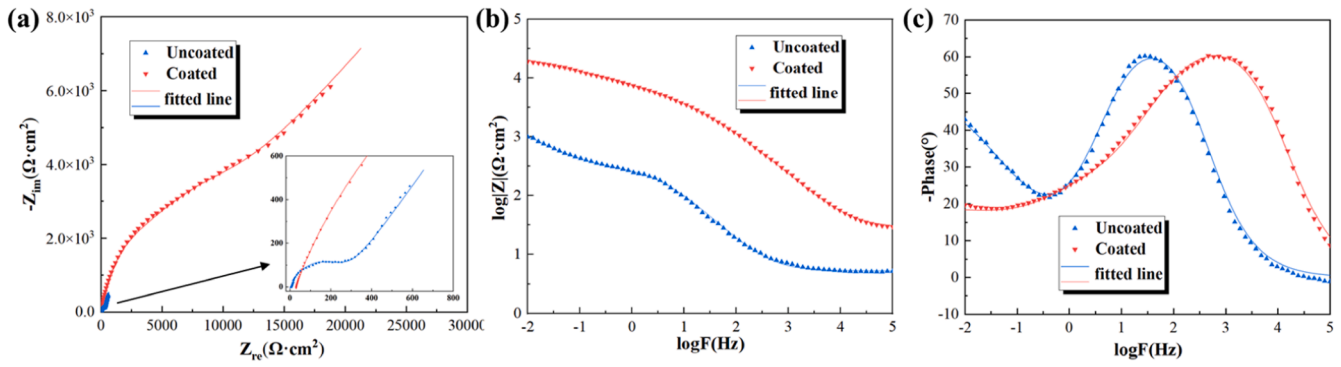 (a)
8.0×10³
6.0×10³
4.0×10³
2.0×10³
0.0
-Z_im(Ω·cm²)
Uncoated
Coated
fitted line
600
400
200
0
0 200 400 600 800
0 5000 10000 15000 20000 25000 30000
Z_re(Ω·cm²)
(b)
5
4
3
2
1
0
log|Z|(Ω·cm²)
Uncoated
Coated
fitted line
-2 -1 0 1 2 3 4 5
logF(Hz)
(c)
70
60
50
40
30
20
10
0
-10
-Phase(°)
Uncoated
Coated
fitted line
-2 -1 0 1 2 3 4 5
logF(Hz)